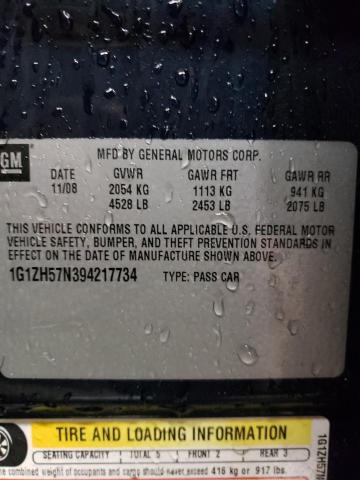 GM
MFD BY GENERAL MOTORS CORP.
DATE GVWR GAWR FRT GAWR RR
11/08 2054 KG 1113 KG 941 KG
4528 LB 2453 LB 2075 LB
THIS VEHICLE CONFORMS TO ALL APPLICABLE U.S. FEDERAL MOTOR
VEHICLE SAFETY, BUMPER, AND THEFT PREVENTION STANDARDS IN
EFFECT ON THE DATE OF MANUFACTURE SHOWN ABOVE.
1G1ZH57N394217734 TYPE: PASS CAR
TIRE AND LOADING INFORMATION
SEATING CAPACITY TOTAL 5 FRONT 2 REAR 3
combined weight of occupants and cargo should never exceed 416 kg or 917 lbs.
1G1ZH57N